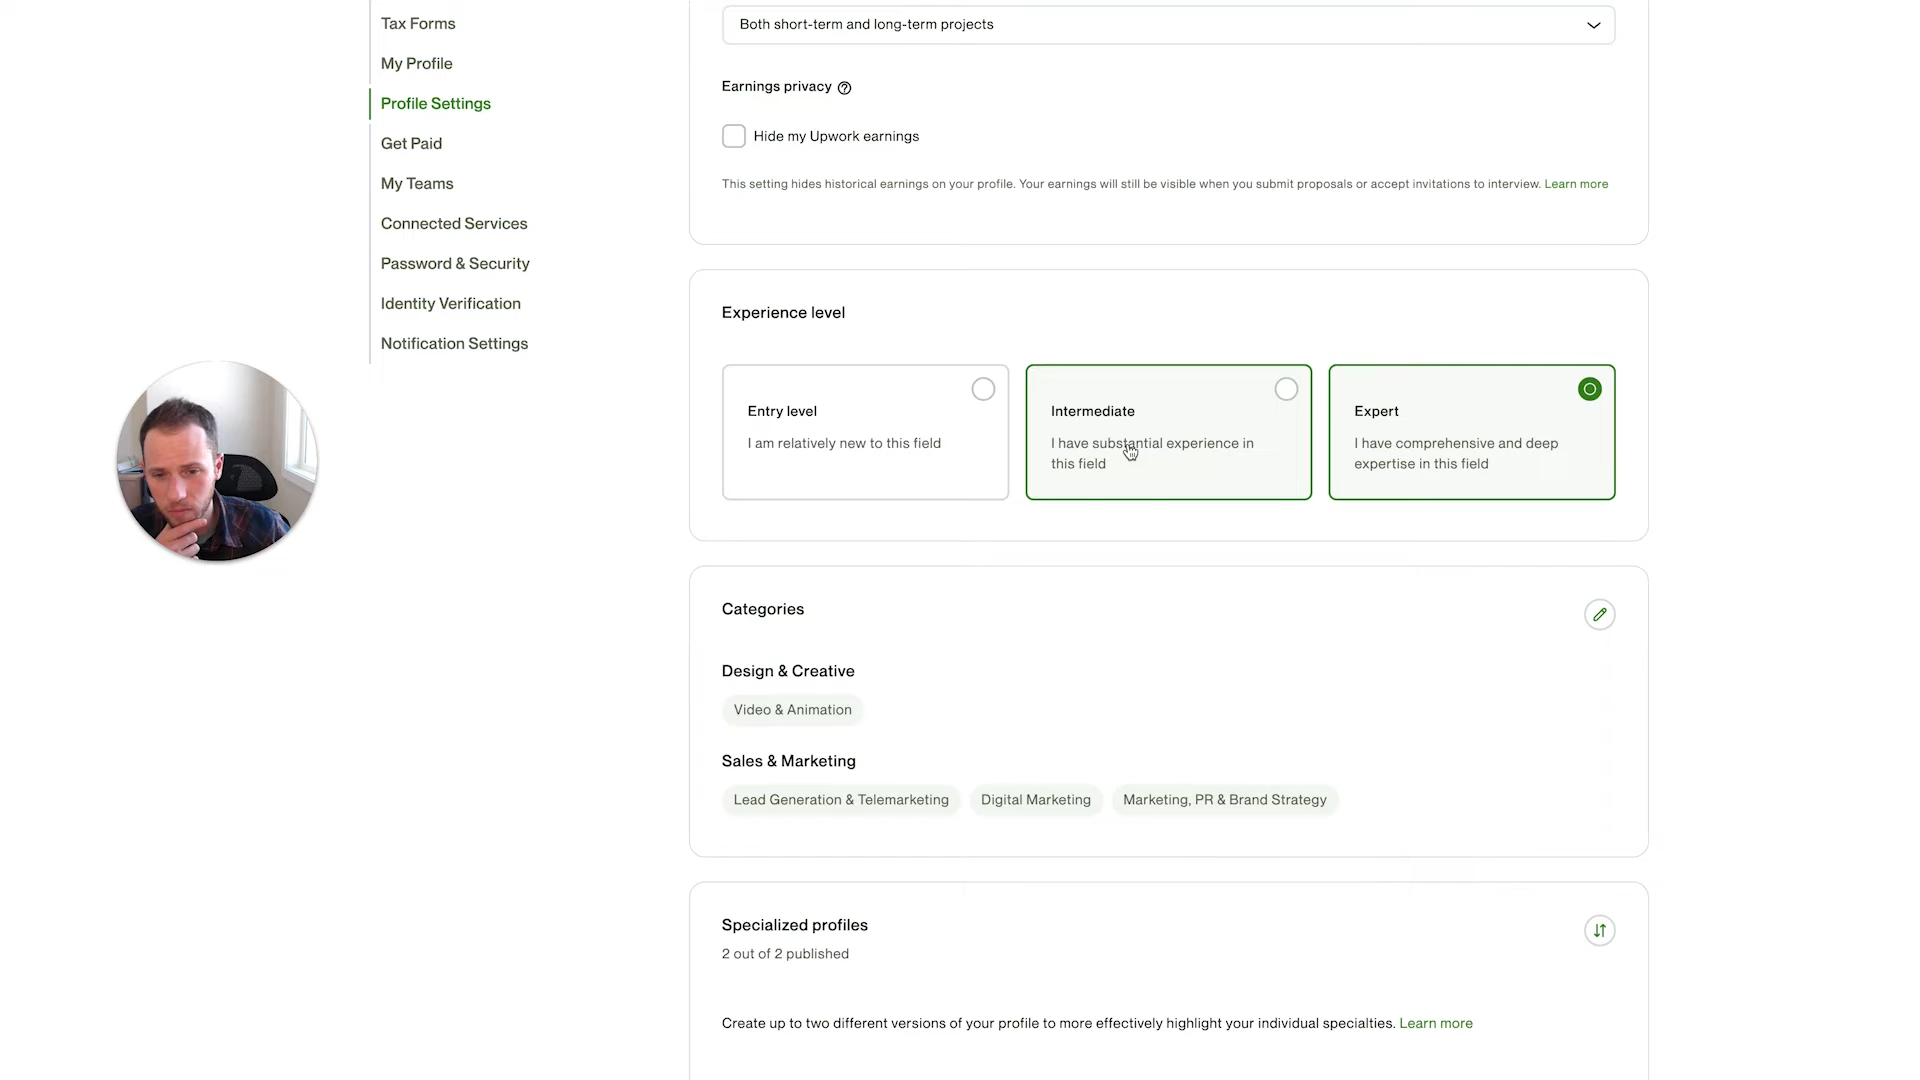 Tax Forms
My Profile
Profile Settings
Get Paid
My Teams
Connected Services
Password & Security
Identity Verification
Notification Settings
Both short-term and long-term projects
Earnings privacy
Hide my Upwork earnings
This setting hides historical earnings on your profile. Your earnings will still be visible when you submit proposals or accept invitations to interview. Learn more
Experience level
Entry level
I am relatively new to this field
Intermediate
I have substantial experience in
this field
Expert
I have comprehensive and deep
expertise in this field
Categories
Design & Creative
Video & Animation
Sales & Marketing
Lead Generation & Telemarketing
Digital Marketing
Marketing, PR & Brand Strategy
Specialized profiles
2 out of 2 published
Create up to two different versions of your profile to more effectively highlight your individual specialties. Learn more